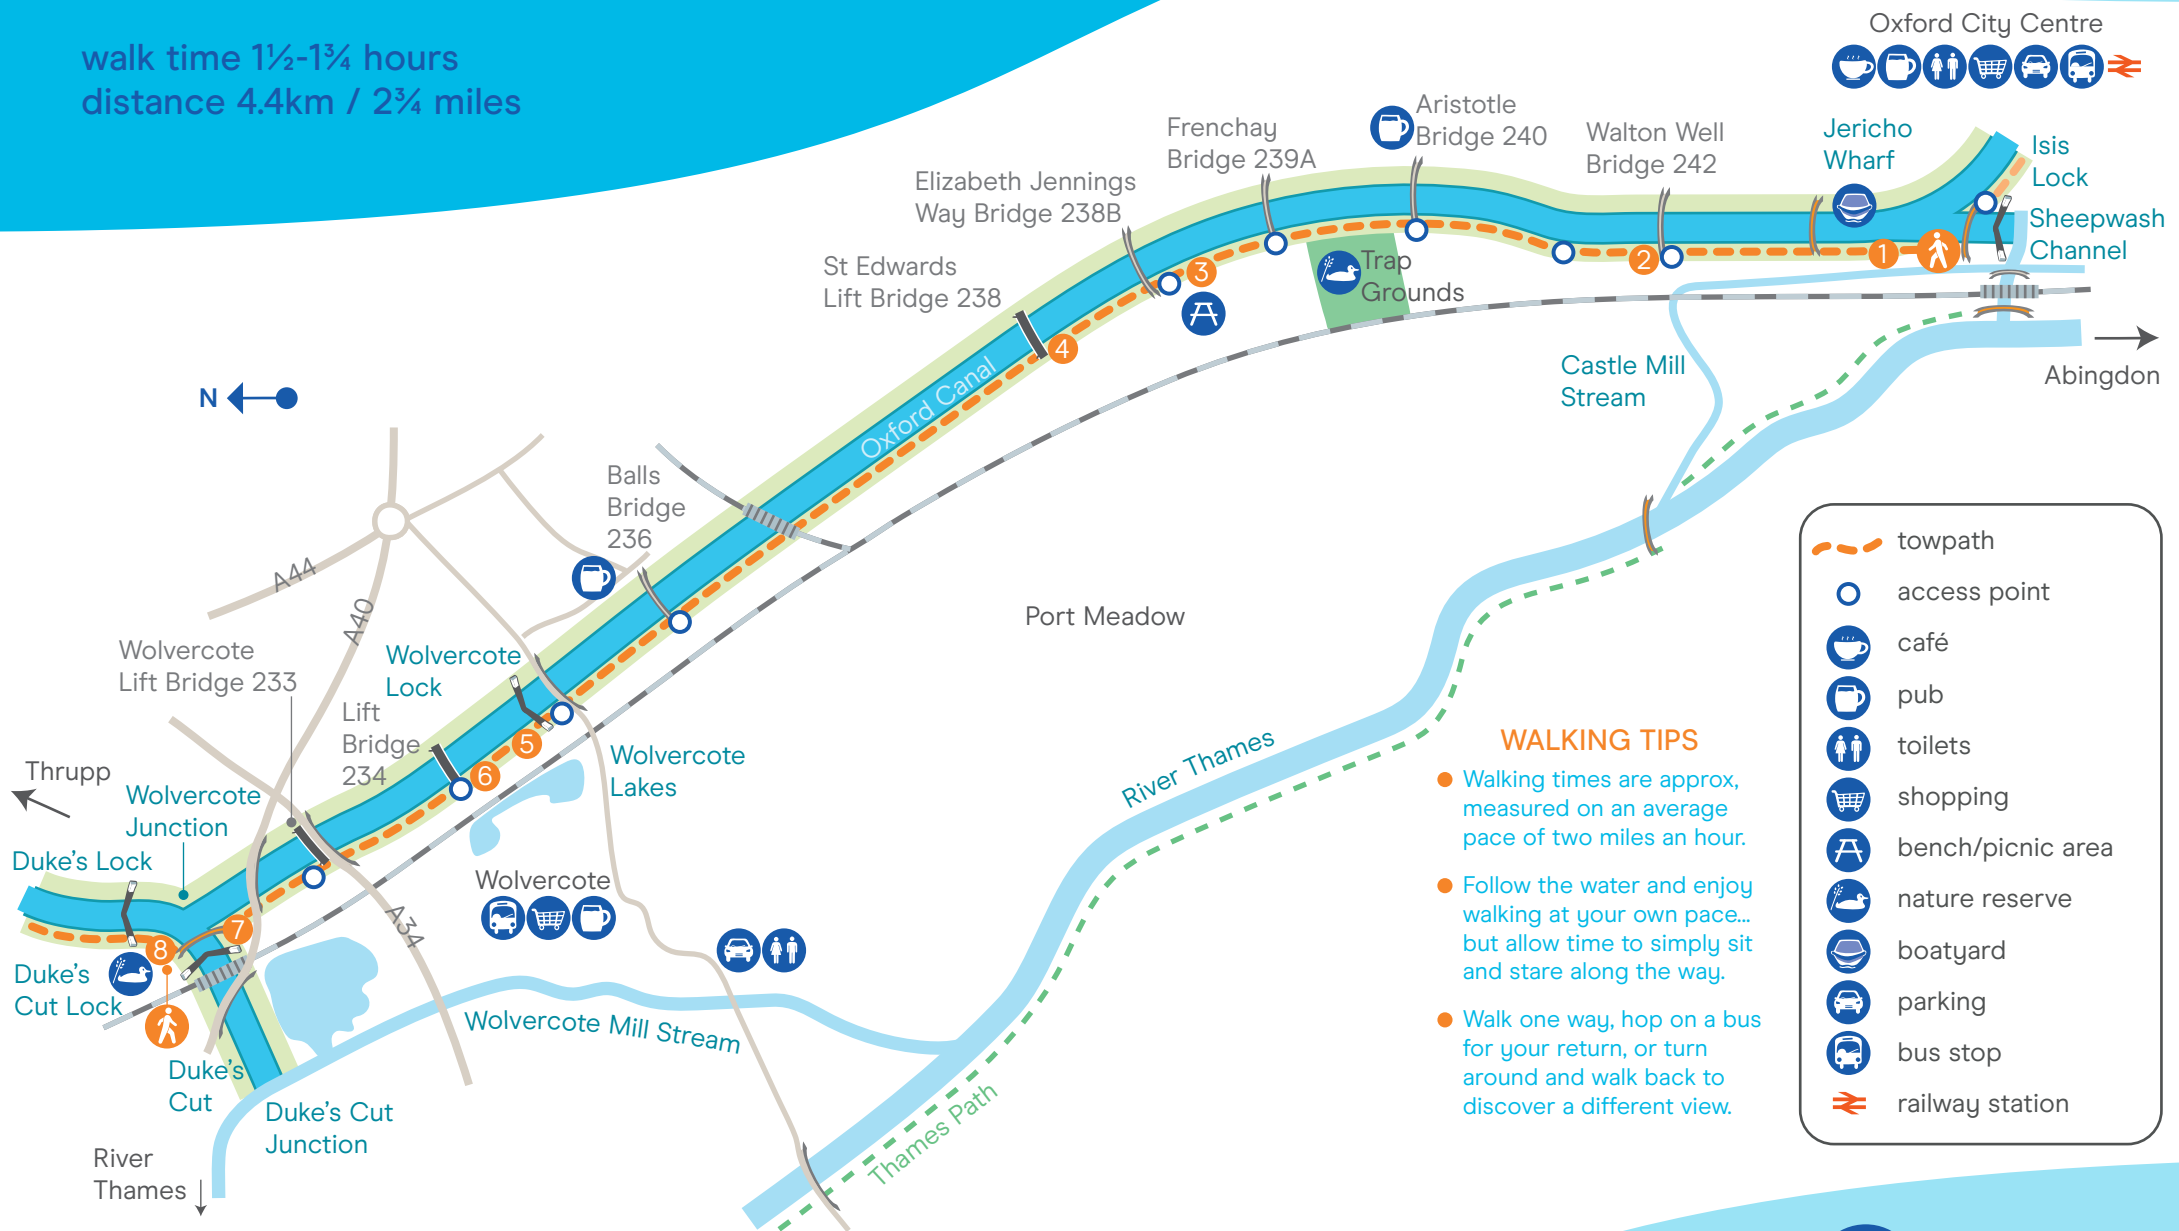 walk time 1½-1¾ hours
distance 4.4km / 2¾ miles
Oxford City Centre
Aristotle
Bridge 240
Frenchay
Bridge 239A
Walton Well
Bridge 242
Jericho
Wharf
Isis
Lock
Sheepwash
Channel
Elizabeth Jennings
Way Bridge 238B
St Edwards
Lift Bridge 238
1
2
3
4
Trap
Grounds
Castle Mill
Stream
Abingdon
N
Oxford Canal
Balls
Bridge
236
A44
A40
Port Meadow
Wolvercote
Lift Bridge 233
Wolvercote
Lock
Lift
Bridge
234
5
6
Wolvercote
Lakes
Thrupp
Wolvercote
Junction
Duke's Lock
Wolvercote
A34
7
8
Duke's
Cut Lock
Wolvercote Mill Stream
Duke's
Cut
Duke's Cut
Junction
River
Thames
River Thames
Thames Path
WALKING TIPS
Walking times are approx,
measured on an average
pace of two miles an hour.
Follow the water and enjoy
walking at your own pace...
but allow time to simply sit
and stare along the way.
Walk one way, hop on a bus
for your return, or turn
around and walk back to
discover a different view.
towpath
access point
café
pub
toilets
shopping
bench/picnic area
nature reserve
boatyard
parking
bus stop
railway station